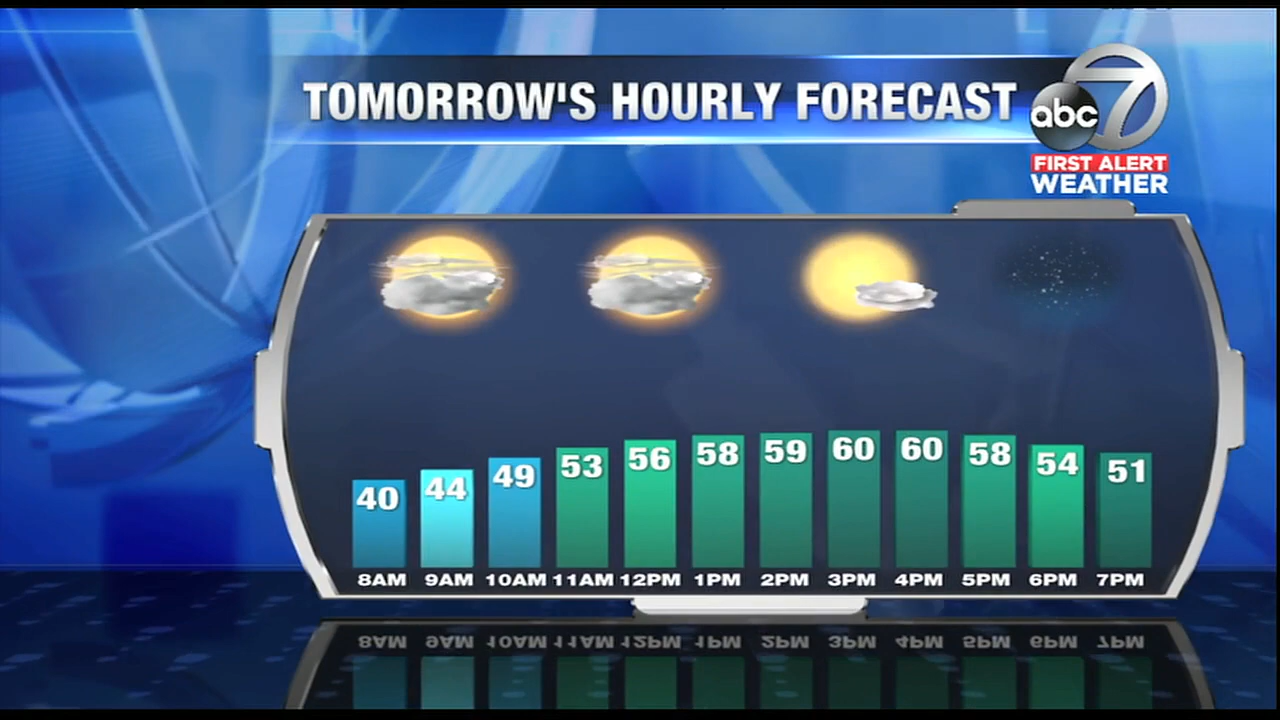 TOMORROW'S HOURLY FORECAST
abc 7
FIRST ALERT
WEATHER
40 44 49 53 56 58 59 60 60 58 54 51
8AM 9AM 10AM 11AM 12PM 1PM 2PM 3PM 4PM 5PM 6PM 7PM